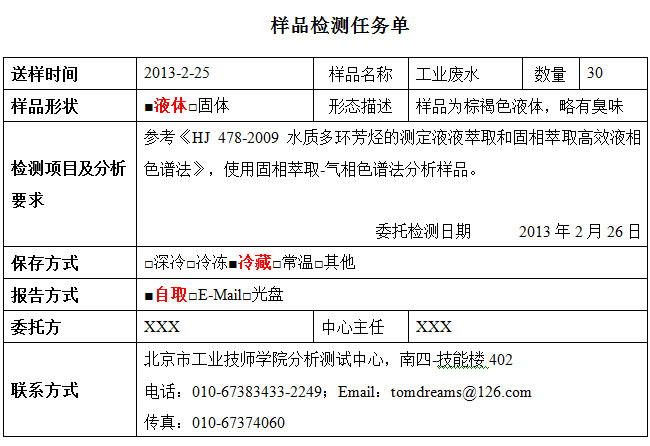 样品检测任务单
送样时间 2013-2-25 样品名称 工业废水 数量 30
样品形状 ■液体□固体 形态描述 样品为棕褐色液体，略有臭味
检测项目及分析要求
参考《HJ 478-2009 水质多环芳烃的测定液液萃取和固相萃取高效液相
色谱法》，使用固相萃取-气相色谱法分析样品。
委托检测日期 2013 年 2 月 26 日
保存方式 □深冷□冷冻■冷藏□常温□其他
报告方式 ■自取□E-Mail□光盘
委托方 XXX 中心主任 XXX
联系方式
北京市工业技师学院分析测试中心，南四-技能楼 402
电话：010-67383433-2249；Email：tomdreams@126.com
传真：010-67374060